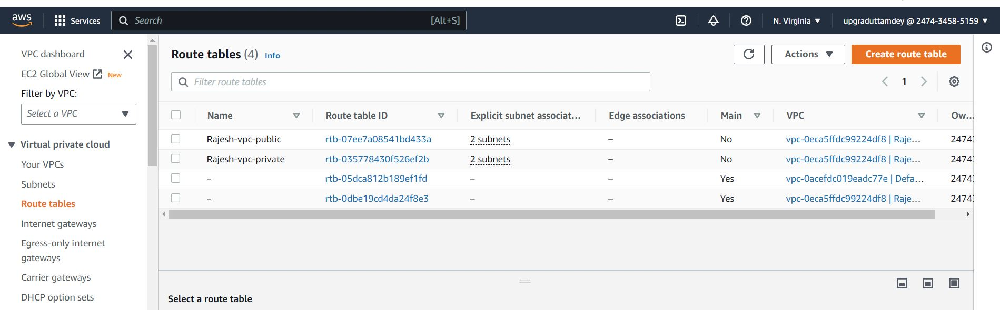 aws Services Search [Alt+S] N. Virginia upgraduttamdey @ 2474-3458-5159
VPC dashboard
EC2 Global View New
Filter by VPC:
Select a VPC
Virtual private cloud
Your VPCs
Subnets
Route tables
Internet gateways
Egress-only internet
gateways
Carrier gateways
DHCP option sets
Route tables (4) Info Actions Create route table
Filter route tables 1
Name Route table ID Explicit subnet associat... Edge associations Main VPC Ow...
Rajesh-vpc-public rtb-07ee7a08541bd433a 2 subnets – No vpc-0eca5ffdc99224df8 | Raje... 2474
Rajesh-vpc-private rtb-035778430f526ef2b 2 subnets – No vpc-0eca5ffdc99224df8 | Raje... 2474
– rtb-05dca812b189ef1fd – – Yes vpc-0acefdc019eadc77e | Defa... 2474
– rtb-0dbe19cd4da24f8e3 – – Yes vpc-0eca5ffdc99224df8 | Raje... 2474
Select a route table